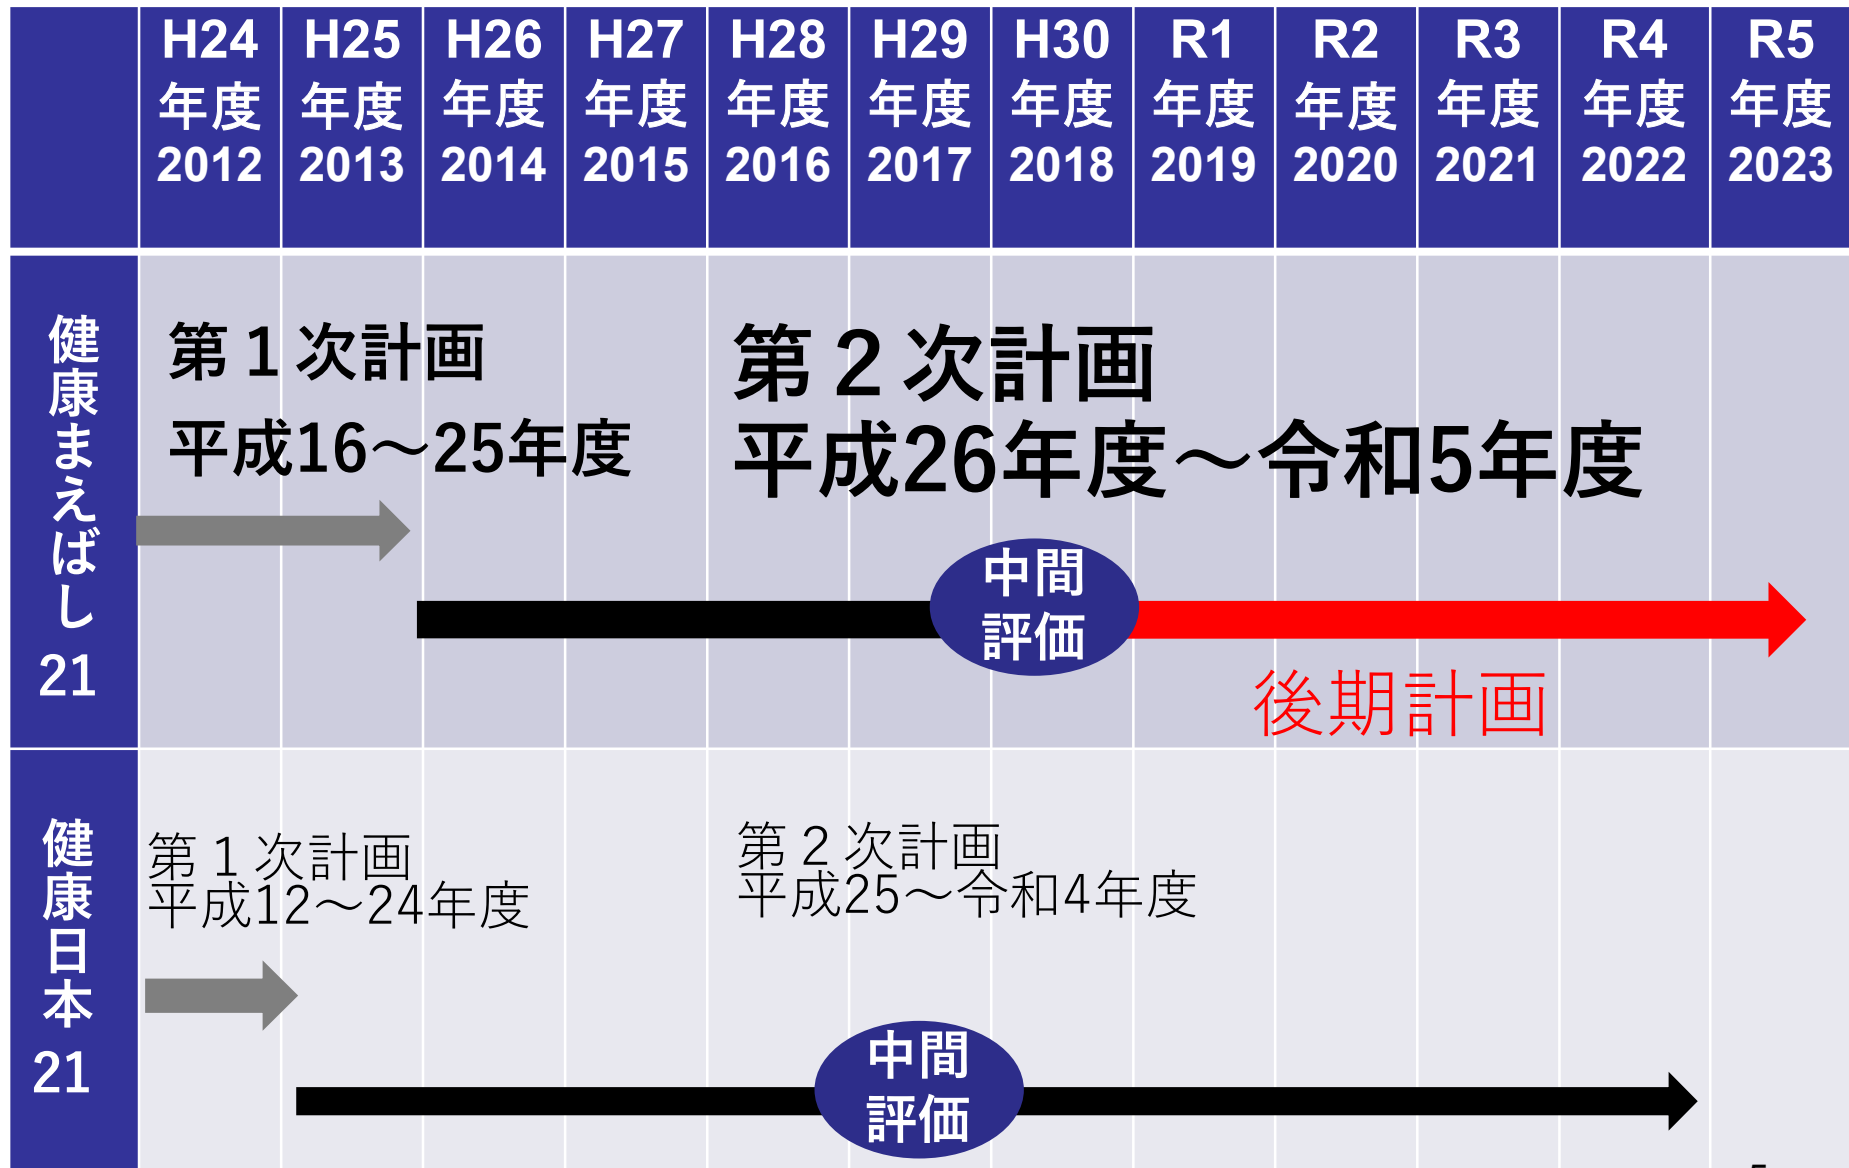 H24
年度
2012
H25
年度
2013
H26
年度
2014
H27
年度
2015
H28
年度
2016
H29
年度
2017
H30
年度
2018
R1
年度
2019
R2
年度
2020
R3
年度
2021
R4
年度
2022
R5
年度
2023
健康まえばし
21
第１次計画
平成16～25年度
第２次計画
平成26年度～令和5年度
中間
評価
後期計画
健康日本
21
第１次計画
平成12～24年度
第２次計画
平成25～令和4年度
中間
評価